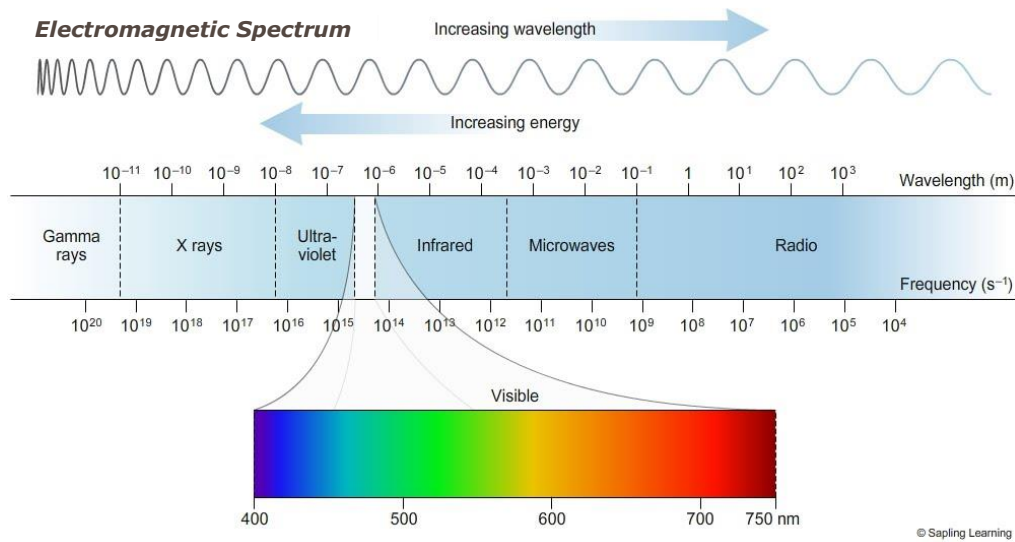 Electromagnetic Spectrum
Increasing wavelength
Increasing energy
10⁻¹¹ 10⁻¹⁰ 10⁻⁹ 10⁻⁸ 10⁻⁷ 10⁻⁶ 10⁻⁵ 10⁻⁴ 10⁻³ 10⁻² 10⁻¹ 1 10¹ 10² 10³
Wavelength (m)
Gamma
rays
X rays
Ultra-
violet
Infrared
Microwaves
Radio
Frequency (s⁻¹)
10²⁰ 10¹⁹ 10¹⁸ 10¹⁷ 10¹⁶ 10¹⁵ 10¹⁴ 10¹³ 10¹² 10¹¹ 10¹⁰ 10⁹ 10⁸ 10⁷ 10⁶ 10⁵ 10⁴
Visible
400 500 600 700 750 nm
© Sapling Learning